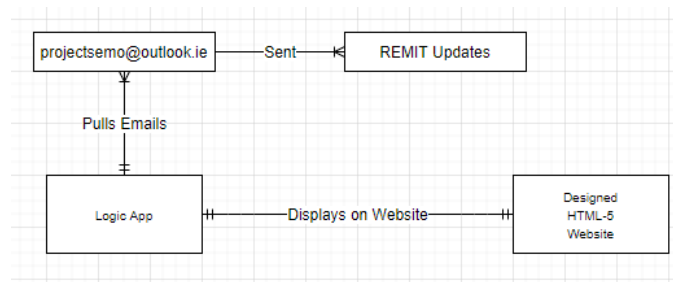 projectsemo@outlook.ie
Sent
REMIT Updates
Pulls Emails
Logic App
Displays on Website
Designed
HTML-5
Website